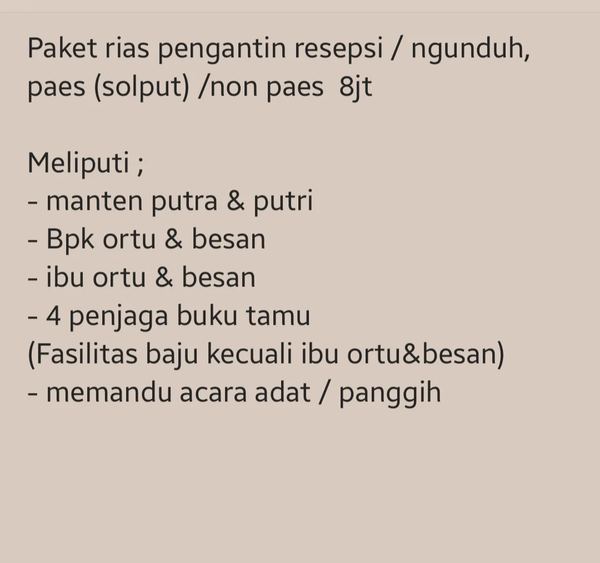 Paket rias pengantin resepsi / ngunduh,
paes (solput) /non paes  8jt
Meliputi ;
- manten putra & putri
- Bpk ortu & besan
- ibu ortu & besan
- 4 penjaga buku tamu
(Fasilitas baju kecuali ibu ortu&besan)
- memandu acara adat / panggih